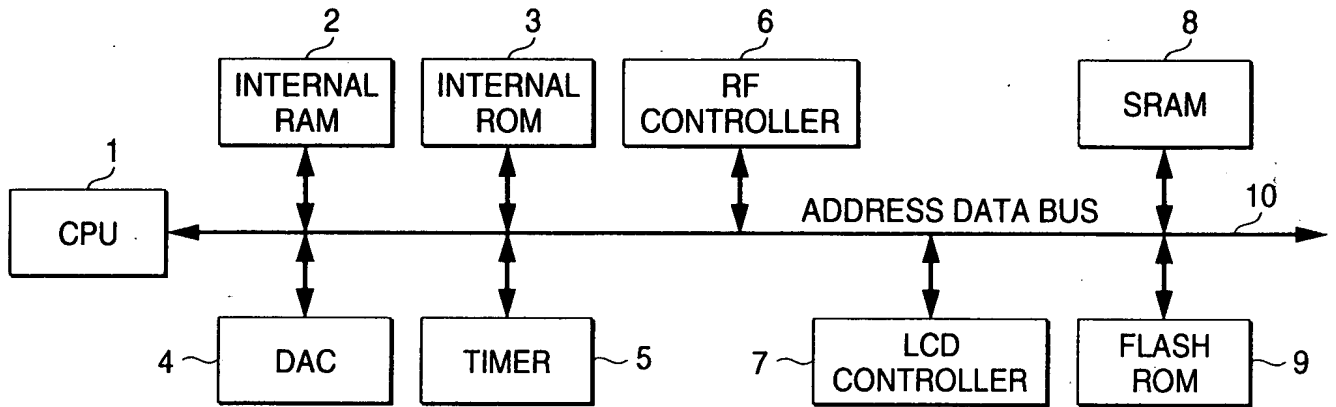 2
3
6
8
INTERNAL
RAM
INTERNAL
ROM
RF
CONTROLLER
SRAM
1
CPU
ADDRESS DATA BUS
10
4
DAC
TIMER
5
7
LCD
CONTROLLER
FLASH
ROM
9